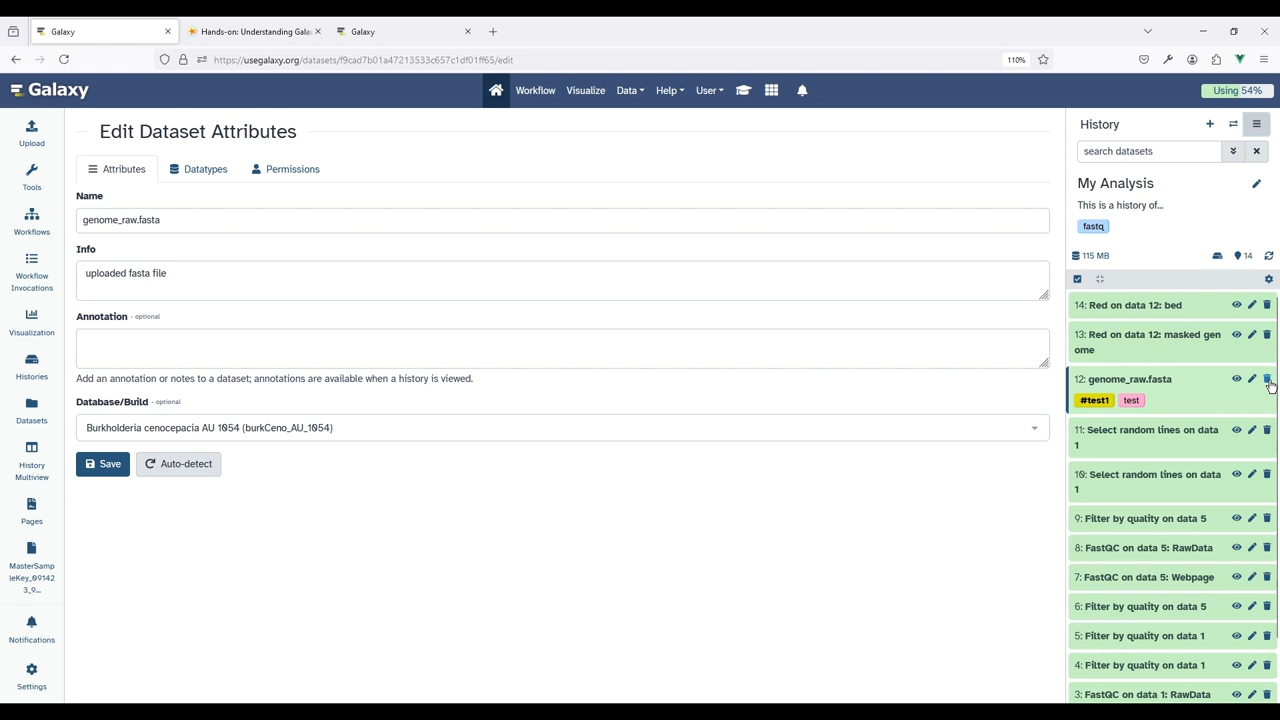 Galaxy
Hands-on: Understanding Gala
Galaxy
https://usegalaxy.org/datasets/f9cad7b01a47213533c657c1df01ff65/edit
110%
Galaxy
Workflow
Visualize
Data
Help
User
Using 54%
Upload
Tools
Workflows
Workflow
Invocations
Visualization
Histories
Datasets
History
Multiview
Pages
MasterSamp
leKey_09142
3_9...
Notifications
Settings
Edit Dataset Attributes
Attributes
Datatypes
Permissions
Name
genome_raw.fasta
Info
uploaded fasta file
Annotation - optional
Add an annotation or notes to a dataset; annotations are available when a history is viewed.
Database/Build - optional
Burkholderia cenocepacia AU 1054 (burkCeno_AU_1054)
Save
Auto-detect
History
search datasets
My Analysis
This is a history of...
fastq
115 MB
14
14: Red on data 12: bed
13: Red on data 12: masked gen
ome
12: genome_raw.fasta
#test1
test
11: Select random lines on data
1
10: Select random lines on data
1
9: Filter by quality on data 5
8: FastQC on data 5: RawData
7: FastQC on data 5: Webpage
6: Filter by quality on data 5
5: Filter by quality on data 1
4: Filter by quality on data 1
3: FastQC on data 1: RawData